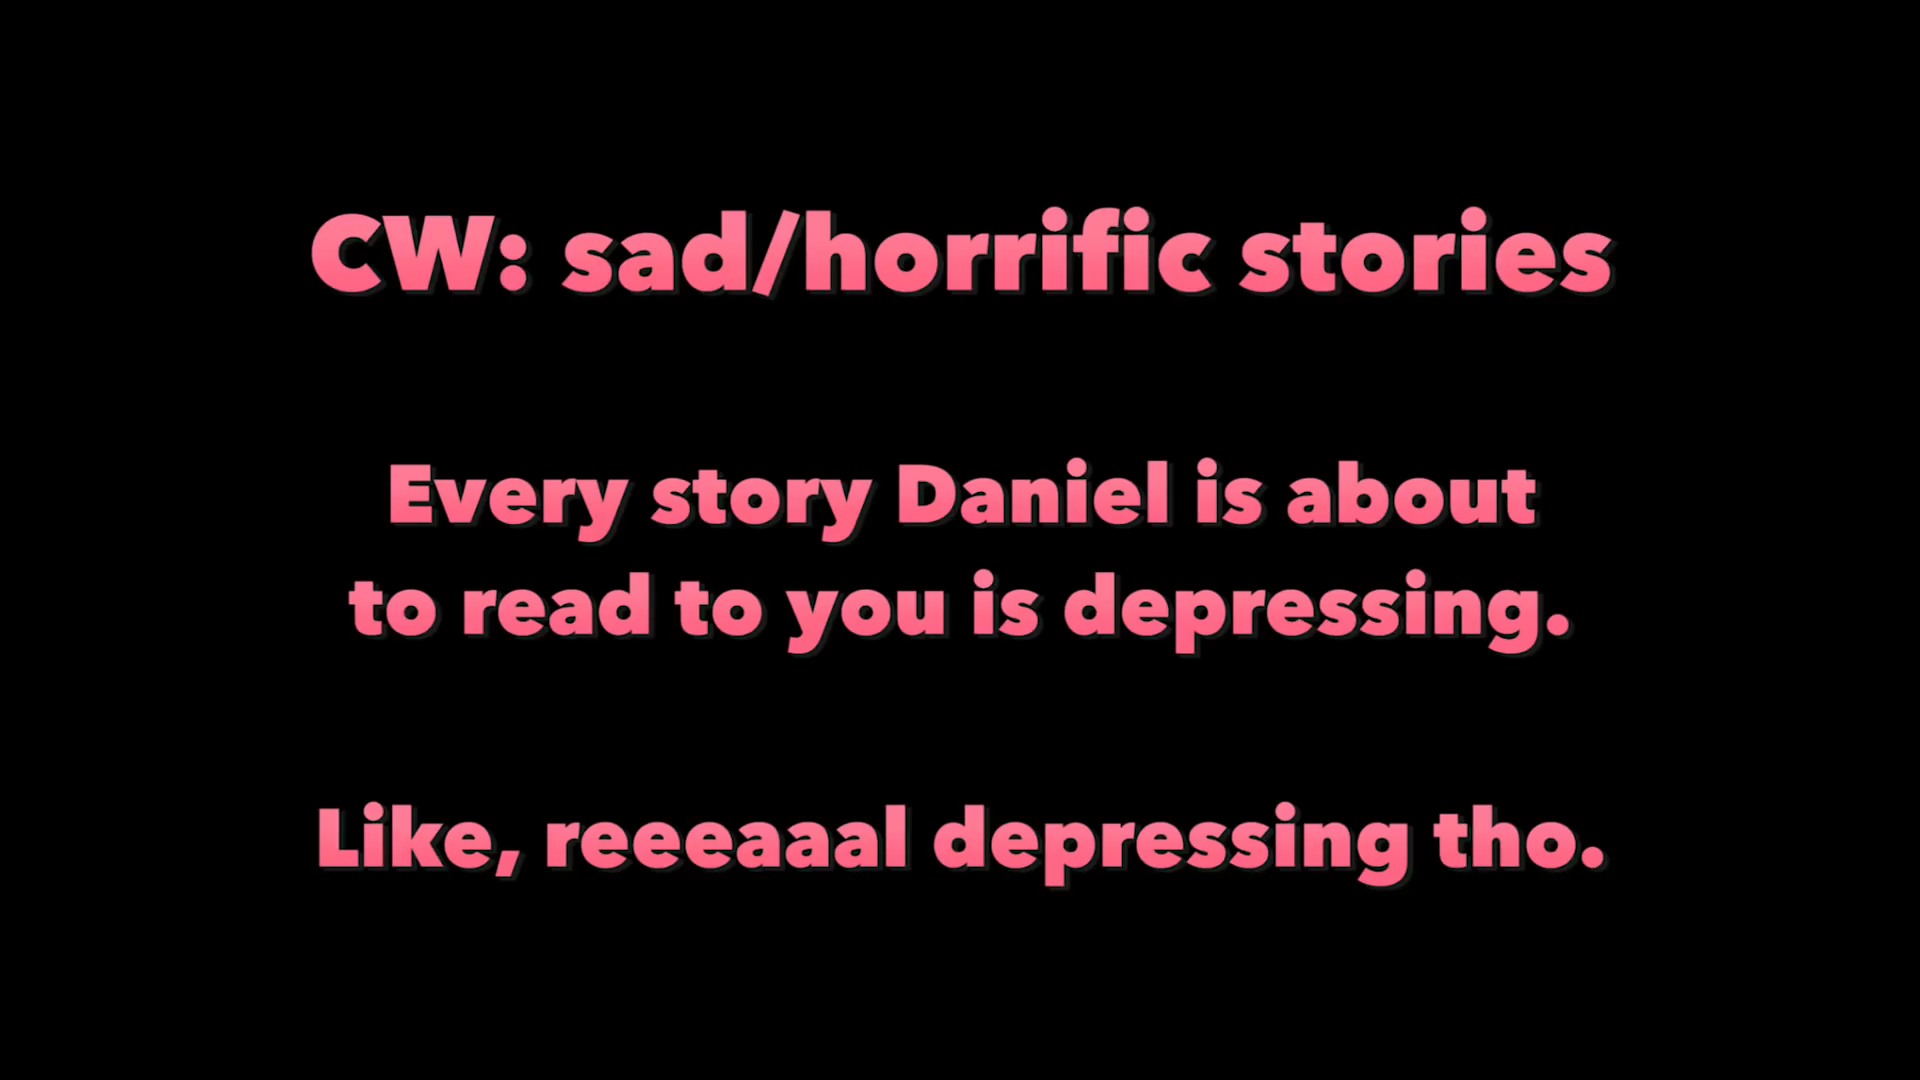 CW: sad/horrific stories
Every story Daniel is about
to read to you is depressing.
Like, reeeaaal depressing tho.